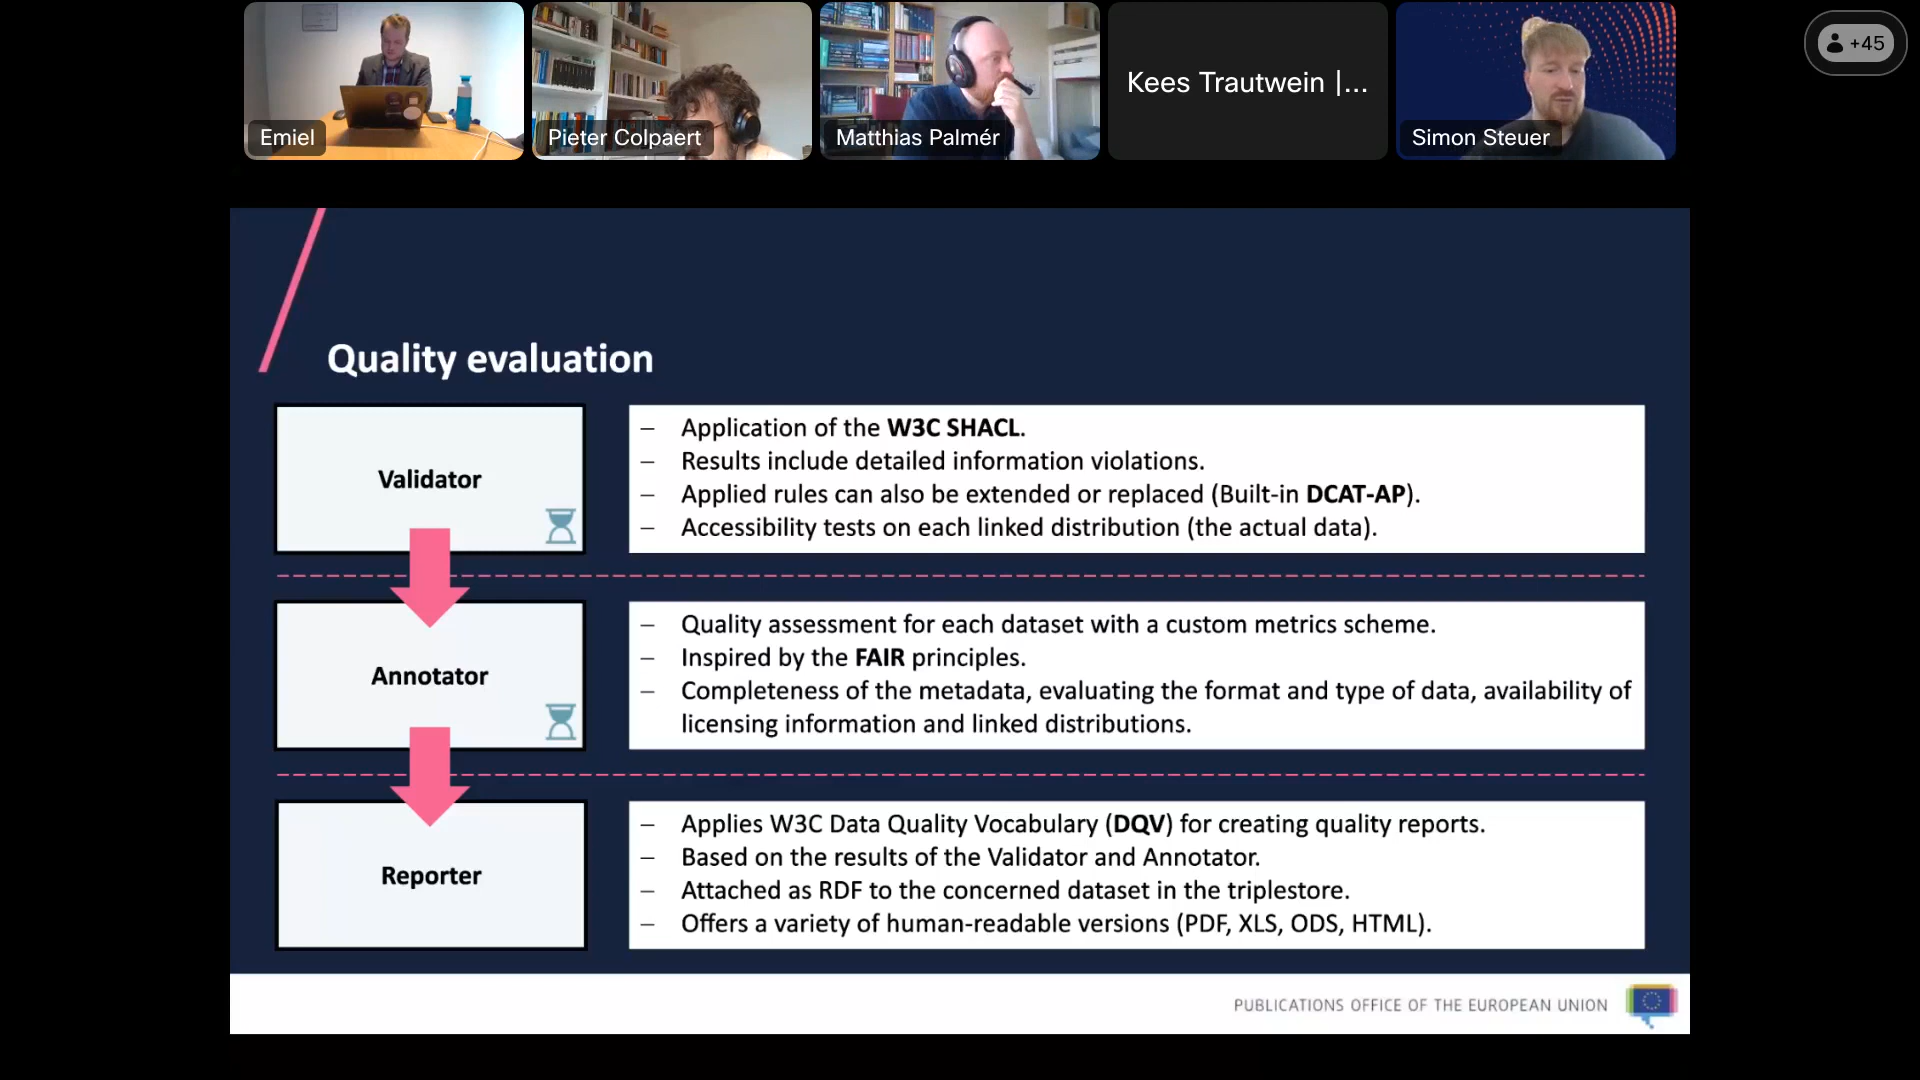 Emiel
Pieter Colpaert
Matthias Palmér
Kees Trautwein |...
Simon Steuer
+45
Quality evaluation
Validator
– Application of the W3C SHACL.
– Results include detailed information violations.
– Applied rules can also be extended or replaced (Built-in DCAT-AP).
– Accessibility tests on each linked distribution (the actual data).
Annotator
– Quality assessment for each dataset with a custom metrics scheme.
– Inspired by the FAIR principles.
– Completeness of the metadata, evaluating the format and type of data, availability of
licensing information and linked distributions.
Reporter
– Applies W3C Data Quality Vocabulary (DQV) for creating quality reports.
– Based on the results of the Validator and Annotator.
– Attached as RDF to the concerned dataset in the triplestore.
– Offers a variety of human-readable versions (PDF, XLS, ODS, HTML).
PUBLICATIONS OFFICE OF THE EUROPEAN UNION